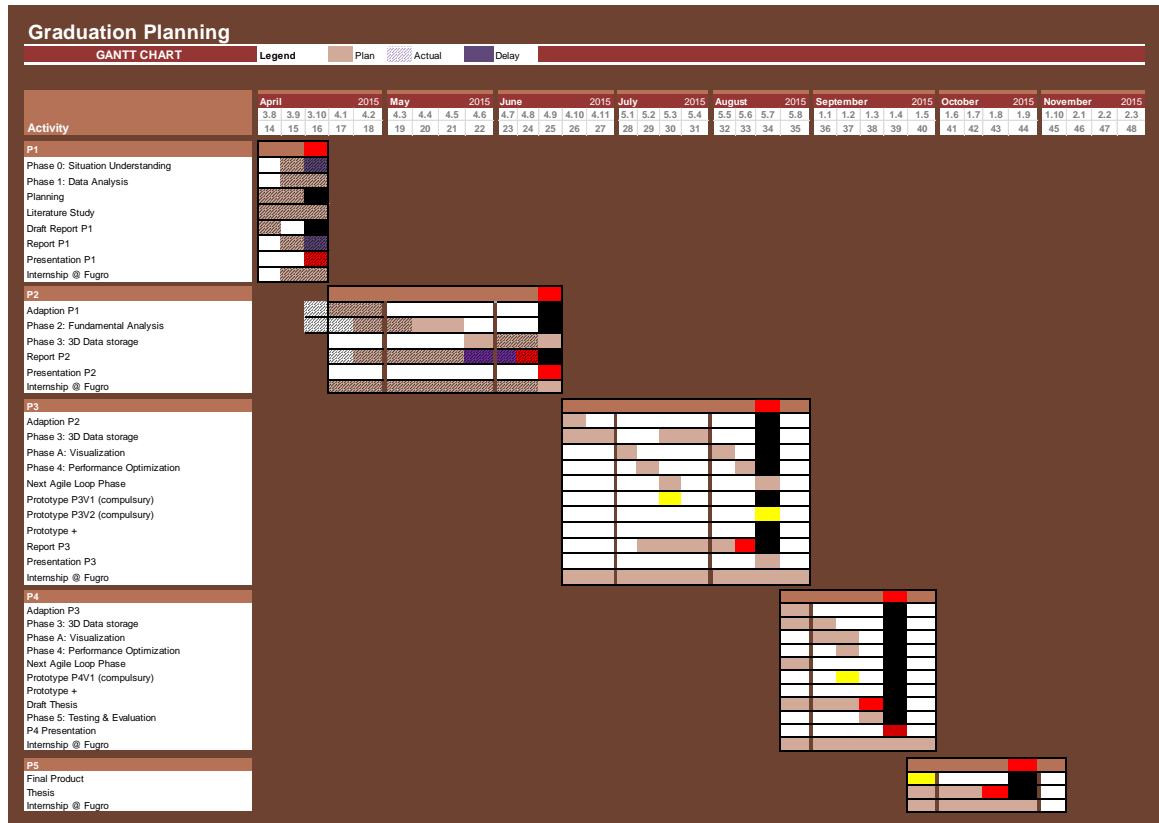 Graduation Planning
GANTT CHART Legend Plan Actual Delay
April 2015 May 2015 June 2015 July 2015 August 2015 September 2015 October 2015 November 2015
3.8 3.9 3.10 4.1 4.2 4.3 4.4 4.5 4.6 4.7 4.8 4.9 4.10 4.11 5.1 5.2 5.3 5.4 5.5 5.6 5.7 5.8 1.1 1.2 1.3 1.4 1.5 1.6 1.7 1.8 1.9 1.10 2.1 2.2 2.3
Activity 14 15 16 17 18 19 20 21 22 23 24 25 26 27 28 29 30 31 32 33 34 35 36 37 38 39 40 41 42 43 44 45 46 47 48
P1
Phase 0: Situation Understanding
Phase 1: Data Analysis
Planning
Literature Study
Draft Report P1
Report P1
Presentation P1
Internship @ Fugro
P2
Adaption P1
Phase 2: Fundamental Analysis
Phase 3: 3D Data storage
Report P2
Presentation P2
Internship @ Fugro
P3
Adaption P2
Phase 3: 3D Data storage
Phase A: Visualization
Phase 4: Performance Optimization
Next Agile Loop Phase
Prototype P3V1 (compulsury)
Prototype P3V2 (compulsury)
Prototype +
Report P3
Presentation P3
Internship @ Fugro
P4
Adaption P3
Phase 3: 3D Data storage
Phase A: Visualization
Phase 4: Performance Optimization
Next Agile Loop Phase
Prototype P4V1 (compulsury)
Prototype +
Draft Thesis
Phase 5: Testing & Evaluation
P4 Presentation
Internship @ Fugro
P5
Final Product
Thesis
Internship @ Fugro